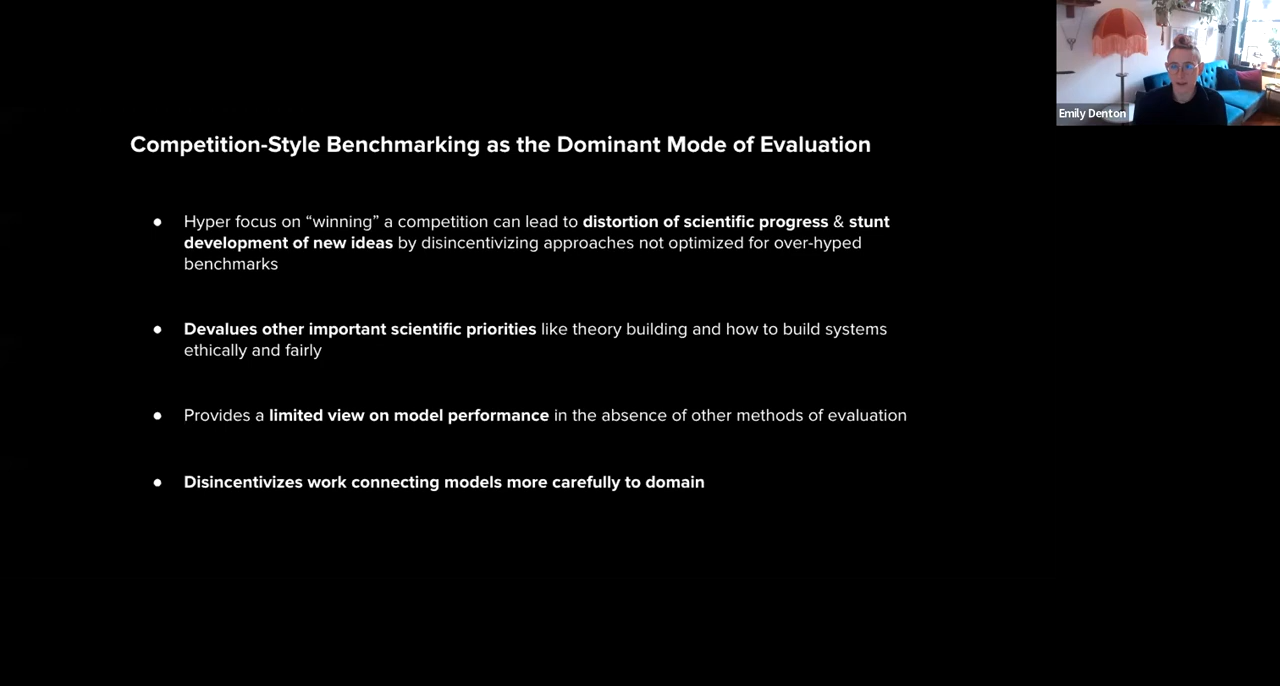 Emily Denton
Competition-Style Benchmarking as the Dominant Mode of Evaluation
● Hyper focus on “winning” a competition can lead to distortion of scientific progress & stunt
development of new ideas by disincentivizing approaches not optimized for over-hyped
benchmarks
● Devalues other important scientific priorities like theory building and how to build systems
ethically and fairly
● Provides a limited view on model performance in the absence of other methods of evaluation
● Disincentivizes work connecting models more carefully to domain